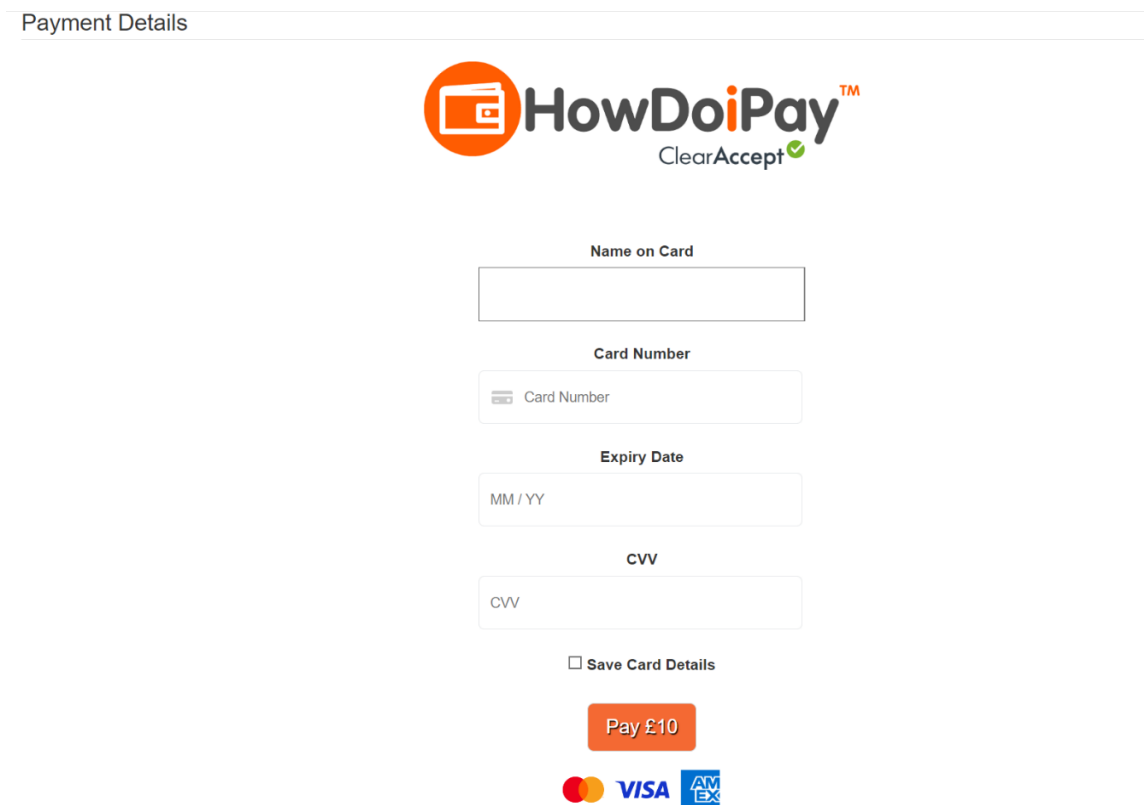 Payment Details
HowDoiPay™
ClearAccept
Name on Card
Card Number
Card Number
Expiry Date
MM / YY
CVV
CVV
Save Card Details
Pay £10
VISA AM
EX